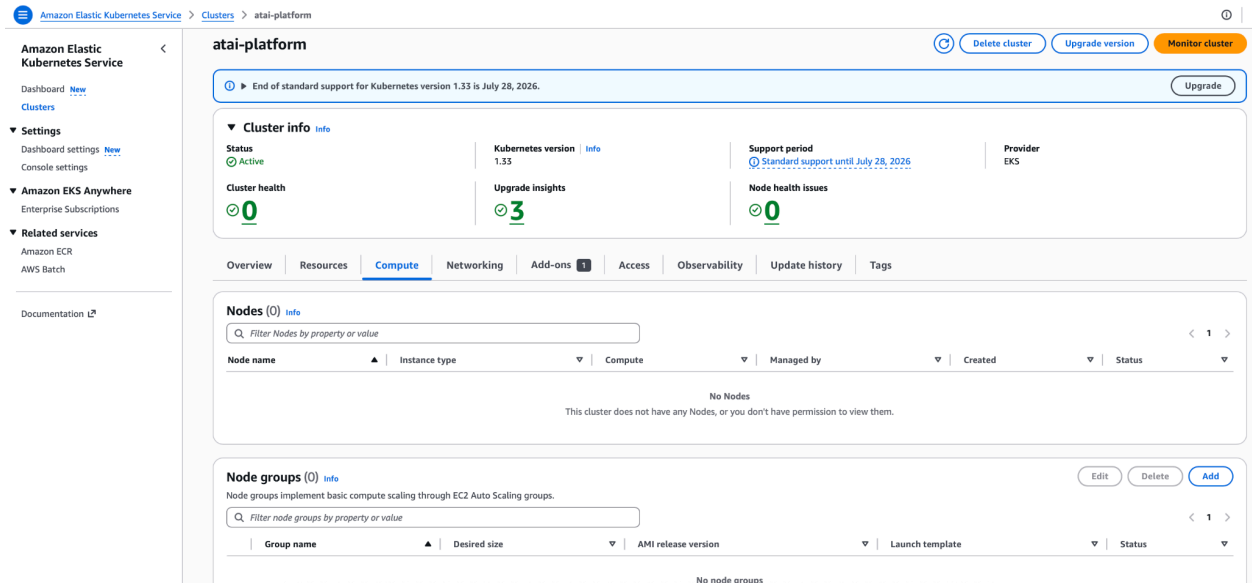 Amazon Elastic Kubernetes Service > Clusters > atai-platform
Amazon Elastic
Kubernetes Service
Dashboard New
Clusters
Settings
Dashboard settings New
Console settings
Amazon EKS Anywhere
Enterprise Subscriptions
Related services
Amazon ECR
AWS Batch
Documentation
atai-platform
Delete cluster
Upgrade version
Monitor cluster
End of standard support for Kubernetes version 1.33 is July 28, 2026.
Upgrade
Cluster info Info
Status
Active
Kubernetes version Info
1.33
Support period
Standard support until July 28, 2026
Provider
EKS
Cluster health
0
Upgrade insights
3
Node health issues
0
Overview
Resources
Compute
Networking
Add-ons 1
Access
Observability
Update history
Tags
Nodes (0) Info
Filter Nodes by property or value
< 1 >
Node name
Instance type
Compute
Managed by
Created
Status
No Nodes
This cluster does not have any Nodes, or you don't have permission to view them.
Node groups (0) Info
Edit
Delete
Add
Node groups implement basic compute scaling through EC2 Auto Scaling groups.
Filter node groups by property or value
< 1 >
Group name
Desired size
AMI release version
Launch template
Status
No node groups